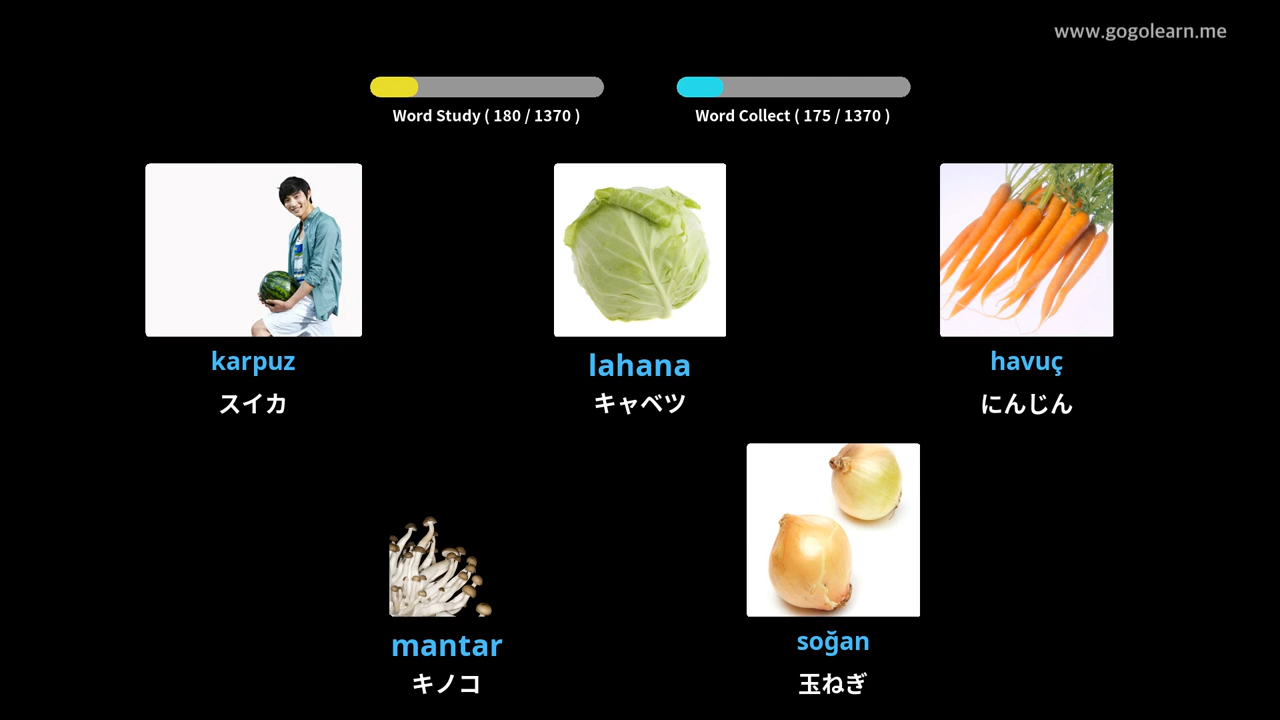 www.gogolearn.me
Word Study ( 180 / 1370 )
Word Collect ( 175 / 1370 )
karpuz
スイカ
lahana
キャベツ
havuç
にんじん
mantar
キノコ
soğan
玉ねぎ